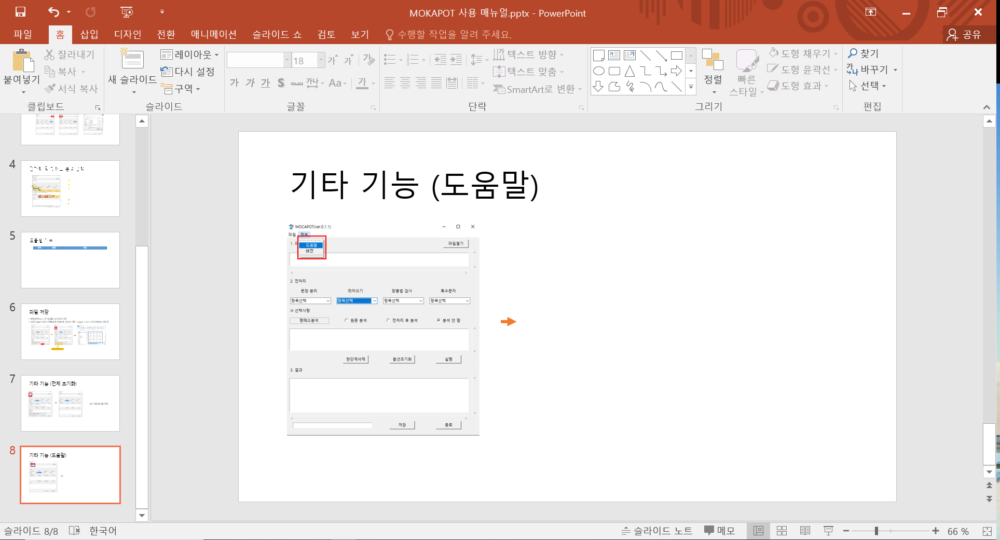 MOKAPOT 사용 매뉴얼.pptx - PowerPoint
파일 홈 삽입 디자인 전환 애니메이션 슬라이드 쇼 검토 보기 수행할 작업을 알려 주세요. 공유
붙여넣기
잘라내기
복사
서식 복사
클립보드
새 슬라이드
레이아웃
다시 설정
구역
슬라이드
18
가 가 가 S 가나다 가나 Aa 가
글꼴
텍스트 방향
텍스트 맞춤
SmartArt로 변환
단락
정렬
빠른
스타일
도형 채우기
도형 윤곽선
도형 효과
그리기
찾기
바꾸기
선택
편집
4
5
구분 기능
6
파일 저장
7
기타 기능 (전체 초기화)
8
기타 기능 (도움말)
기타 기능 (도움말)
MOCAPOT(ver.0.1.1)
파일 정보
도움말
버전
1. 파일열기
2. 전처리
문장 분리 띄어쓰기 맞춤법 검사 특수문자
항목선택 항목선택 항목선택 항목선택
※ 선택사항
형태소분석 원문 분석 전처리 후 분석 분석 안 함
한단계삭제 옵션초기화 실행
3. 결과
저장 종료
슬라이드 8/8 한국어 슬라이드 노트 메모 66 %